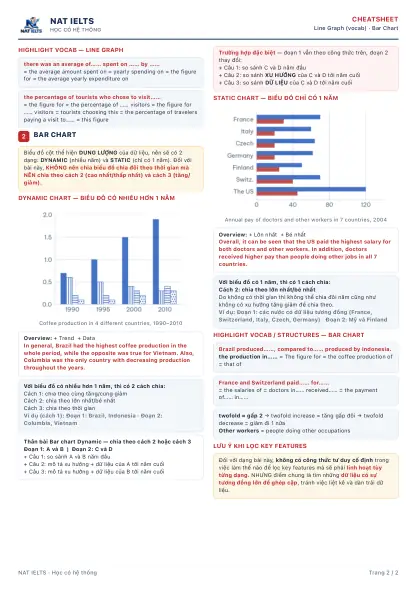 NAT IELTS
HỌC CÓ HỆ THỐNG
CHEATSHEET
Line Graph (vocab) · Bar Chart
HIGHLIGHT VOCAB — LINE GRAPH
there was an average of...... spent on ...... by ......
= the average amount spent on = yearly spending on = the figure
for = the average yearly expenditure on
the percentage of tourists who chose to visit......
= the figure for = the percentage of ...... visitors = the figure for
...... visitors = tourists choosing this = the percentage of travelers
paying a visit to...... = this figure
2 BAR CHART
Biểu đồ cột thể hiện DUNG LƯỢNG của dữ liệu, nên sẽ có 2
dạng: DYNAMIC (nhiều năm) và STATIC (chỉ có 1 năm). Đối với
bài này, KHÔNG nên chia biểu đồ chia theo thời gian mà
NÊN chia theo cách 2 (cao nhất/thấp nhất) và cách 3 (tăng/
giảm).
DYNAMIC CHART — BIỂU ĐỒ CÓ NHIỀU HƠN 1 NĂM
2.0
1.5
1.0
0.5
0.0
1990 1995 2000 2010
Coffee production in 4 different countries, 1990–2010
Overview: + Trend + Data
In general, Brazil had the highest coffee production in the
whole period, while the opposite was true for Vietnam. Also,
Columbia was the only country with decreasing production
throughout the years.
Với biểu đồ có nhiều hơn 1 năm, thì có 2 cách chia:
Cách 1: chia theo cùng tăng/cùng giảm
Cách 2: chia theo lớn nhất/bé nhất
Cách 3: chia theo thời gian
Ví dụ (cách 1): Đoạn 1: Brazil, Indonesia · Đoạn 2:
Columbia, Vietnam
Thân bài Bar chart Dynamic — chia theo cách 2 hoặc cách 3
Đoạn 1: A và B | Đoạn 2: C và D
+ Câu 1: so sánh A và B năm đầu
+ Câu 2: mô tả xu hướng + dữ liệu của A tới năm cuối
+ Câu 3: mô tả xu hướng + dữ liệu của B tới năm cuối
Trường hợp đặc biệt — đoạn 1 vẫn theo công thức trên, đoạn 2
thay đổi:
+ Câu 1: so sánh C và D năm đầu
+ Câu 2: so sánh XU HƯỚNG của C và D tới năm cuối
+ Câu 3: so sánh DỮ LIỆU của C và D tới năm cuối
STATIC CHART — BIỂU ĐỒ CHỈ CÓ 1 NĂM
France
Italy
Czech
Germany
Finland
Switz.
The US
0 20 40 60 80 100 120
Annual pay of doctors and other workers in 7 countries, 2004
Overview: + Lớn nhất + Bé nhất
Overall, it can be seen that the US paid the highest salary for
both doctors and other workers. In addition, doctors
received higher pay than people doing other jobs in all 7
countries.
Với biểu đồ có 1 năm, thì có 1 cách chia:
Cách 2: chia theo lớn nhất/bé nhất
Do không có thời gian thì không thể chia đôi năm cũng như
không có xu hướng tăng giảm để chia theo.
Ví dụ: Đoạn 1: các nước có dữ liệu tương đồng (France,
Switzerland, Italy, Czech, Germany) · Đoạn 2: Mỹ và Finland
HIGHLIGHT VOCAB / STRUCTURES — BAR CHART
Brazil produced......, compared to...... produced by Indonesia.
the production in...... = The figure for = the coffee production of
= that of
France and Switzerland paid...... for......
= the salaries of = doctors in...... received...... = the payment
of...... in......
twofold = gấp 2 → twofold increase = tăng gấp đôi → twofold
decrease = giảm đi 1 nửa
Other workers = people doing other occupations
LƯU Ý KHI LỌC KEY FEATURES
Đối với dạng bài này, không có công thức tư duy cố định trong
việc làm thế nào để lọc key features mà sẽ phải linh hoạt tùy
từng dạng. NHƯNG điểm chung là tìm những dữ liệu có sự
tương đồng lớn để ghép cặp, tránh việc liệt kê và dàn trải dữ
liệu.
NAT IELTS · Học có hệ thống
Trang 2 / 2